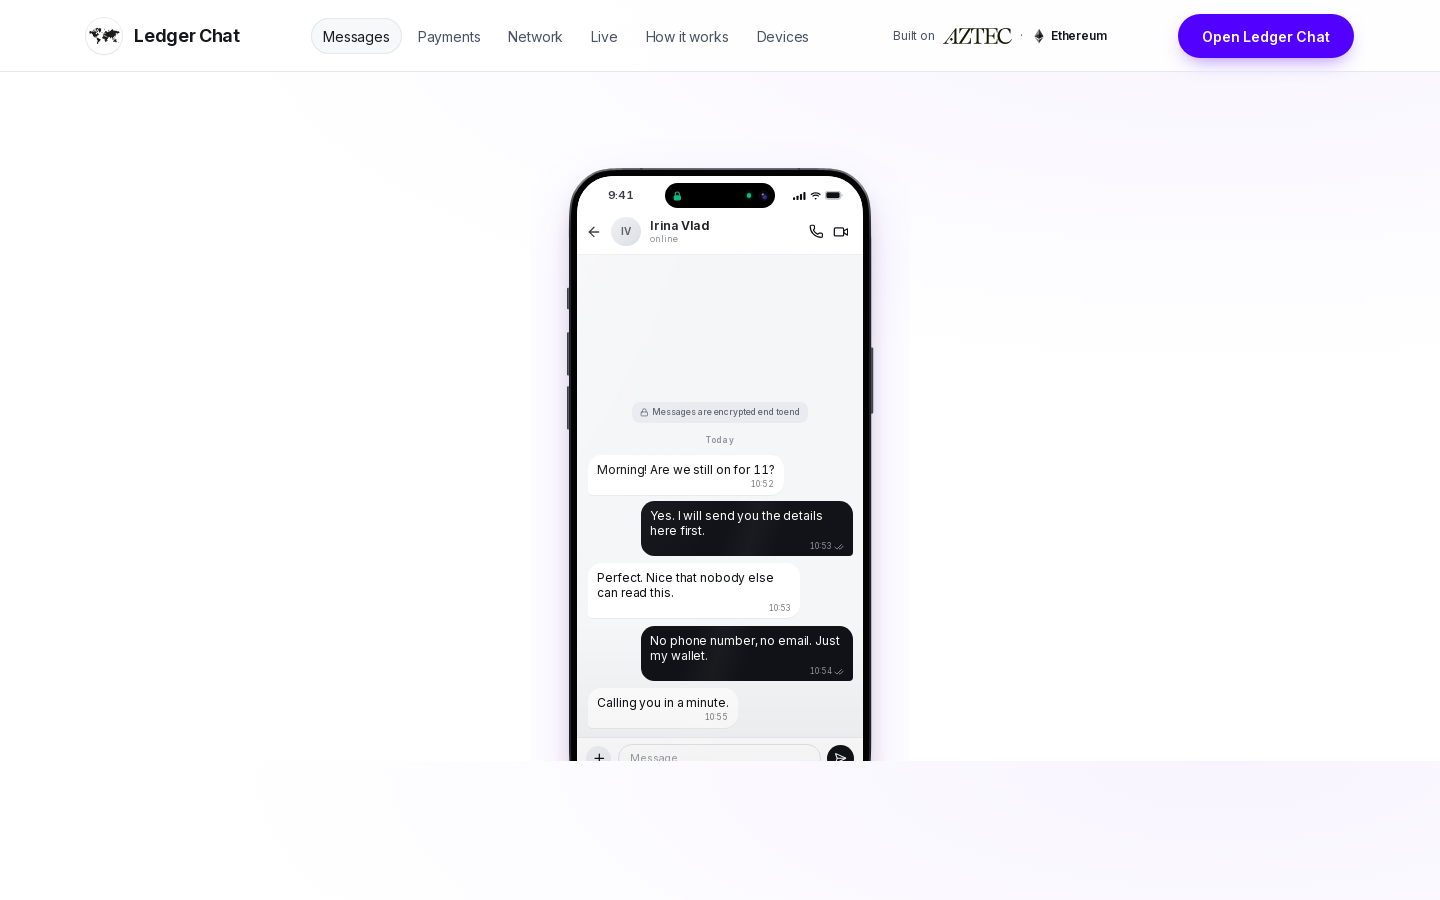 Ledger Chat
Messages
Payments
Network
Live
How it works
Devices
Built on AZTEC · Ethereum
Open Ledger Chat
9:41
IV
Irina Vlad
online
Messages are encrypted end to end
Today
Morning! Are we still on for 11?
10:52
Yes. I will send you the details
here first.
10:53
Perfect. Nice that nobody else
can read this.
10:53
No phone number, no email. Just
my wallet.
10:54
Calling you in a minute.
10:55
Message